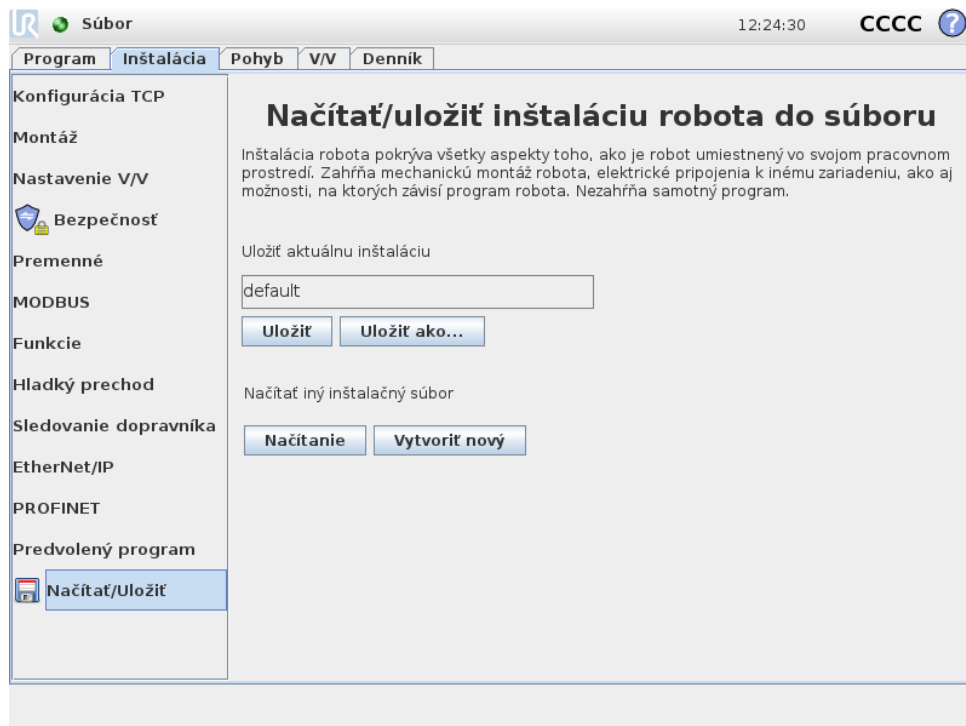 UR Súbor 12:24:30 CCCC ?
Program Inštalácia Pohyb V/V Denník
Konfigurácia TCP
Montáž
Nastavenie V/V
Bezpečnosť
Premenné
MODBUS
Funkcie
Hladký prechod
Sledovanie dopravníka
EtherNet/IP
PROFINET
Predvolený program
Načítať/Uložiť
Načítať/uložiť inštaláciu robota do súboru
Inštalácia robota pokrýva všetky aspekty toho, ako je robot umiestnený vo svojom pracovnom
prostredí. Zahŕňa mechanickú montáž robota, elektrické pripojenia k inému zariadeniu, ako aj
možnosti, na ktorých závisí program robota. Nezahŕňa samotný program.
Uložiť aktuálnu inštaláciu
default
Uložiť Uložiť ako...
Načítať iný inštalačný súbor
Načítanie Vytvoriť nový